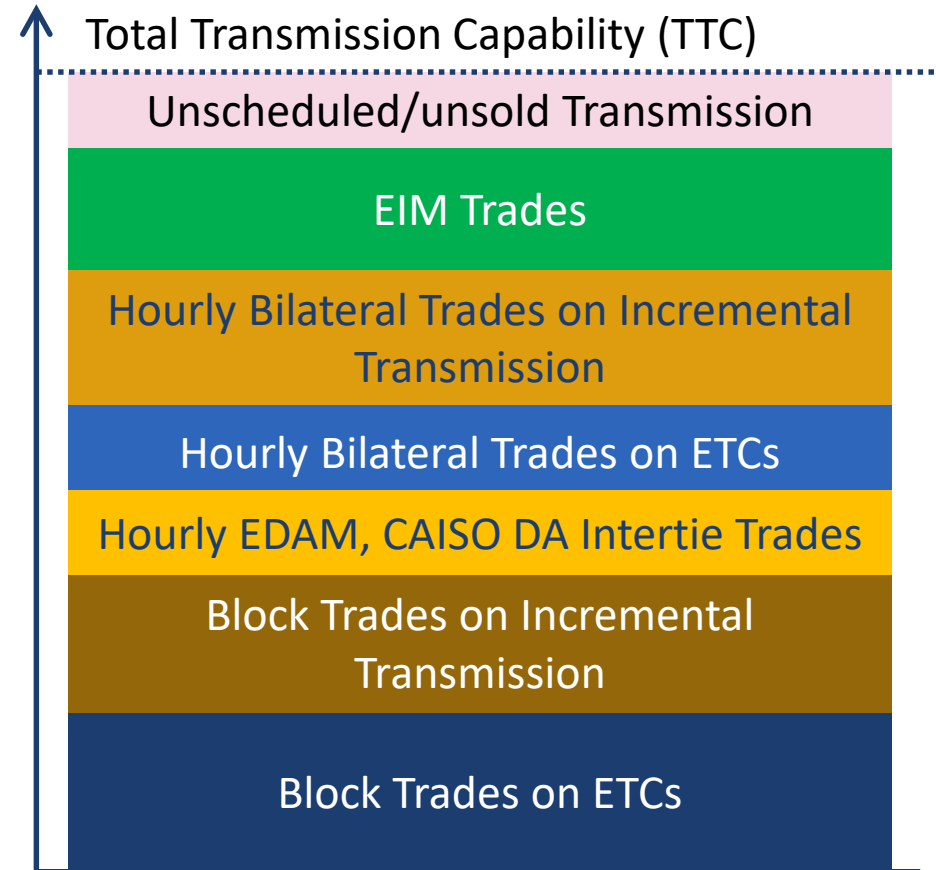 Total Transmission Capability (TTC)
Unscheduled/unsold Transmission
EIM Trades
Hourly Bilateral Trades on Incremental
Transmission
Hourly Bilateral Trades on ETCs
Hourly EDAM, CAISO DA Intertie Trades
Block Trades on Incremental
Transmission
Block Trades on ETCs